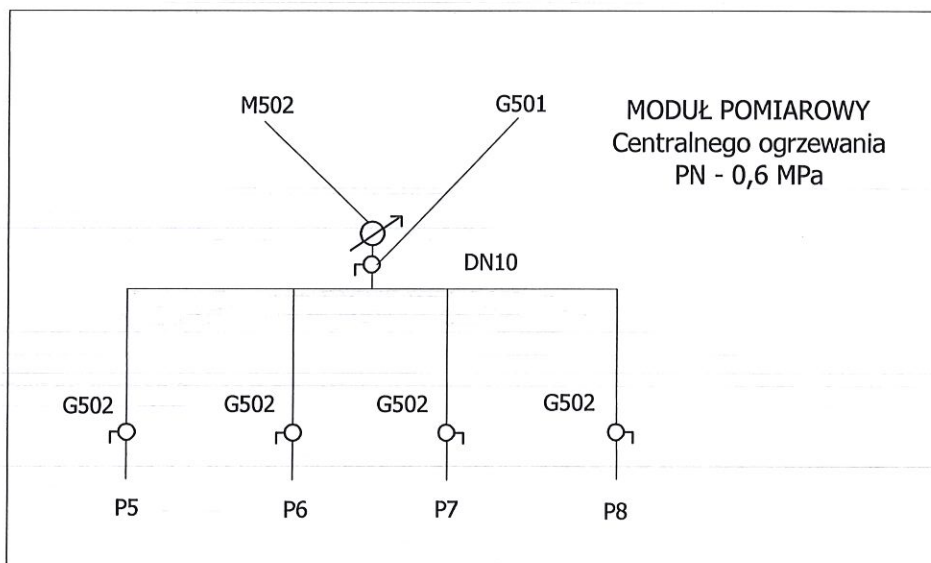 M502
G501
MODUŁ POMIAROWY
Centralnego ogrzewania
PN - 0,6 MPa
DN10
G502
G502
G502
G502
P5
P6
P7
P8